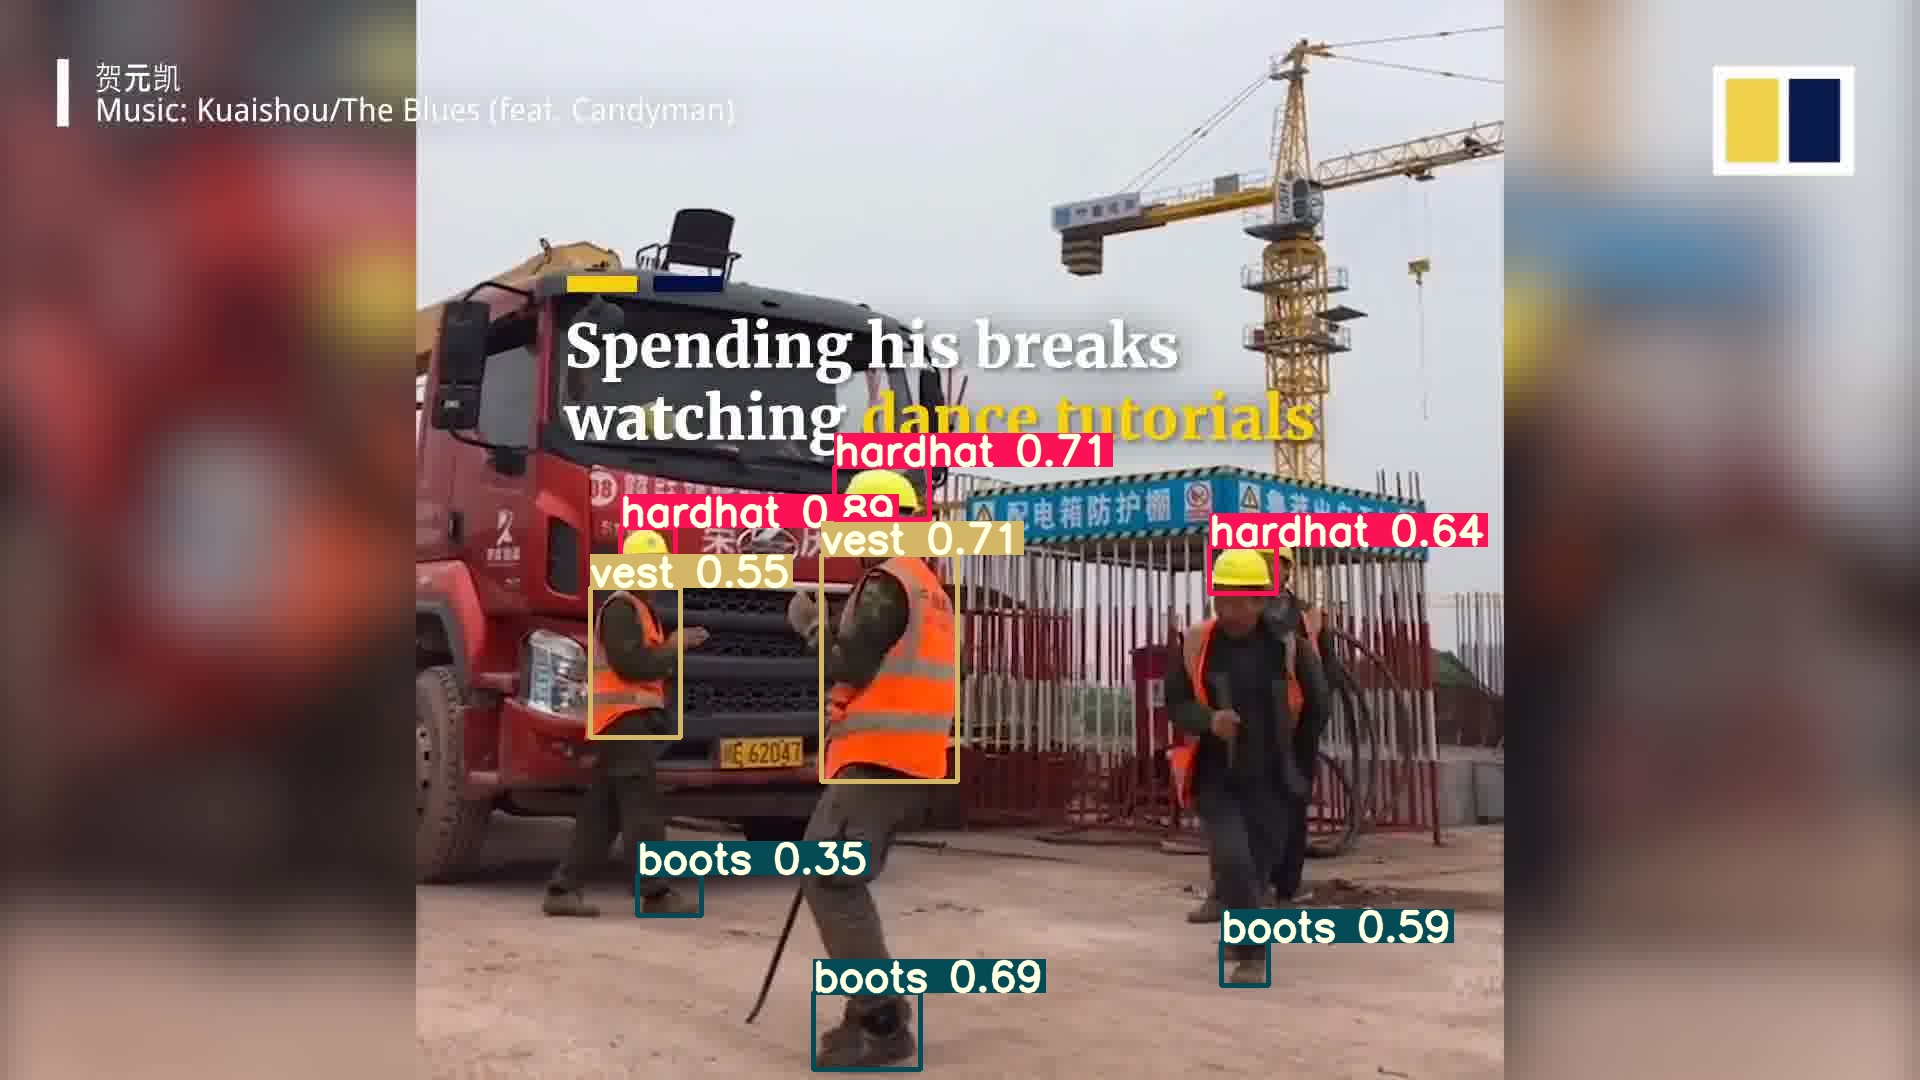 贺元凯
Music: Kuaishou/The Blues (feat. Candyman)
Spending his breaks
watching dance tutorials
hardhat 0.71
hardhat 0.89
vest 0.71
hardhat 0.64
vest 0.55
配电箱防护棚
E 62047
boots 0.35
boots 0.59
boots 0.69